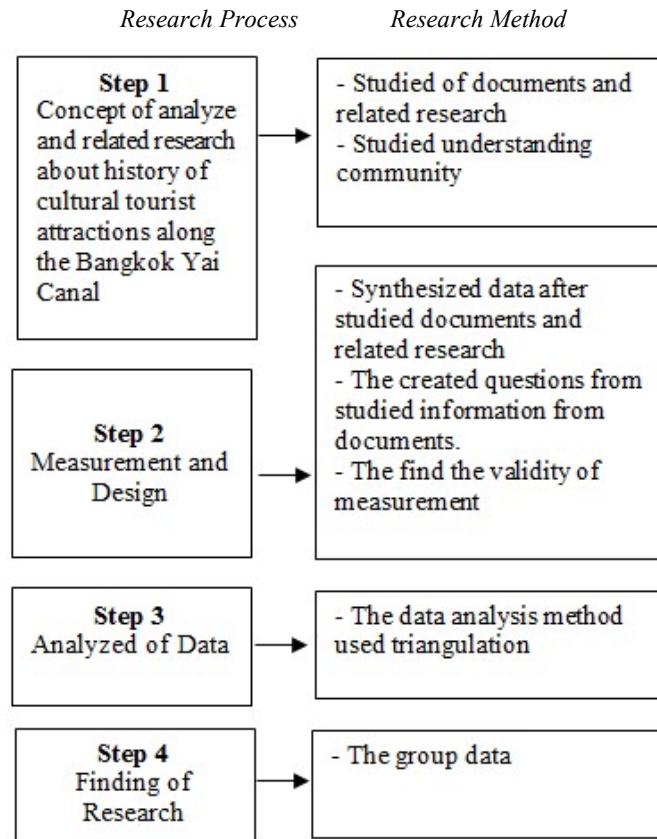 Research Process Research Method
Step 1
Concept of analyze
and related research
about history of
cultural tourist
attractions along
the Bangkok Yai
Canal
- Studied of documents and
related research
- Studied understanding
community
Step 2
Measurement and
Design
- Synthesized data after
studied documents and
related research
- The created questions from
studied information from
documents.
- The find the validity of
measurement
Step 3
Analyzed of Data
- The data analysis method
used triangulation
Step 4
Finding of
Research
- The group data